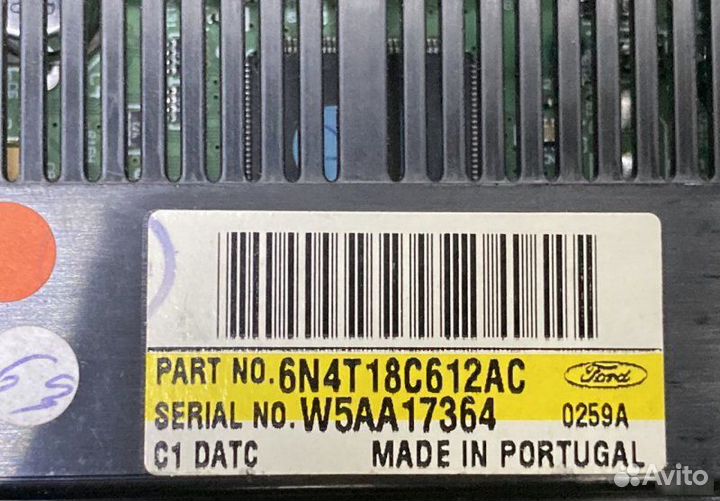 PART NO. 6N4T18C612AC Ford
SERIAL NO. W5AA17364 0259A
C1 DATC MADE IN PORTUGAL
Avito